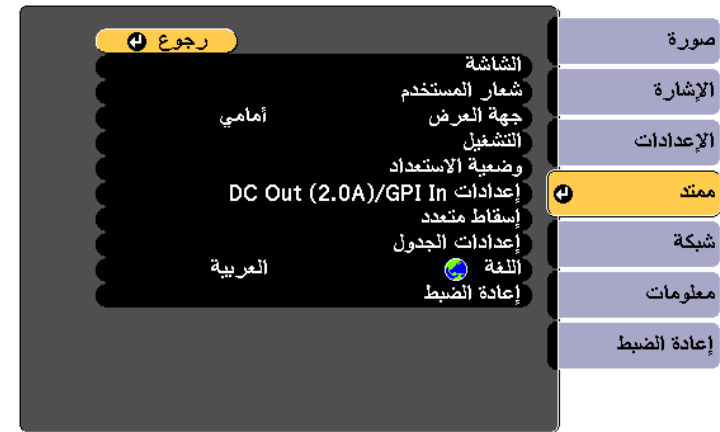 رجوع
الشاشة
شعار المستخدم
جهة العرض أمامي
التشغيل
وضعية الاستعداد
إعدادات DC Out (2.0A)/GPI In
إسقاط متعدد
إعدادات الجدول
اللغة العربية
إعادة الضبط
صورة
الإشارة
الإعدادات
ممتد
شبكة
معلومات
إعادة الضبط